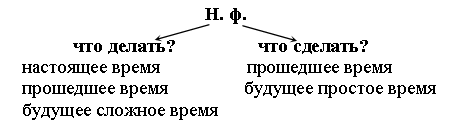 Н. ф.
что делать? что сделать?
настоящее время прошедшее время
прошедшее время будущее простое время
будущее сложное время